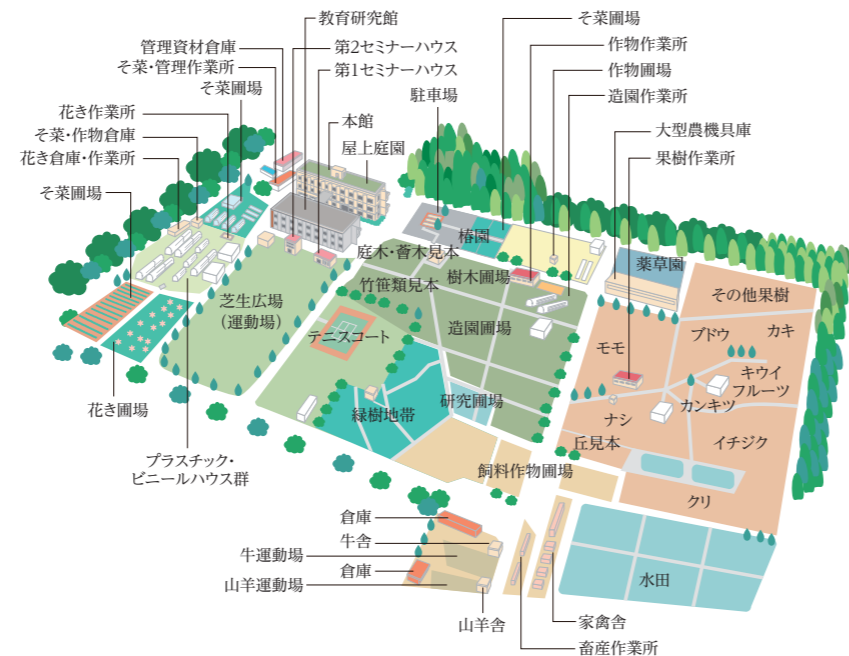 教育研究館
そ菜圃場
管理資材倉庫
第2セミナーハウス
作物作業所
そ菜・管理作業所
第1セミナーハウス
作物圃場
そ菜圃場
駐車場
造園作業所
花き作業所
本館
大型農機具庫
そ菜・作物倉庫
屋上庭園
果樹作業所
花き倉庫・作業所
そ菜圃場
椿園
庭木・蒼木見本
薬草園
樹木圃場
竹笹類見本
その他果樹
芝生広場
（運動場）
造園圃場
ブドウ
カキ
テニスコート
モモ
キウイ
フルーツ
花き圃場
緑樹地帯
研究圃場
カンキツ
ナシ
丘見本
イチジク
プラスチック・
ビニールハウス群
飼料作物圃場
クリ
倉庫
牛舎
牛運動場
倉庫
山羊運動場
水田
山羊舎
家禽舎
畜産作業所